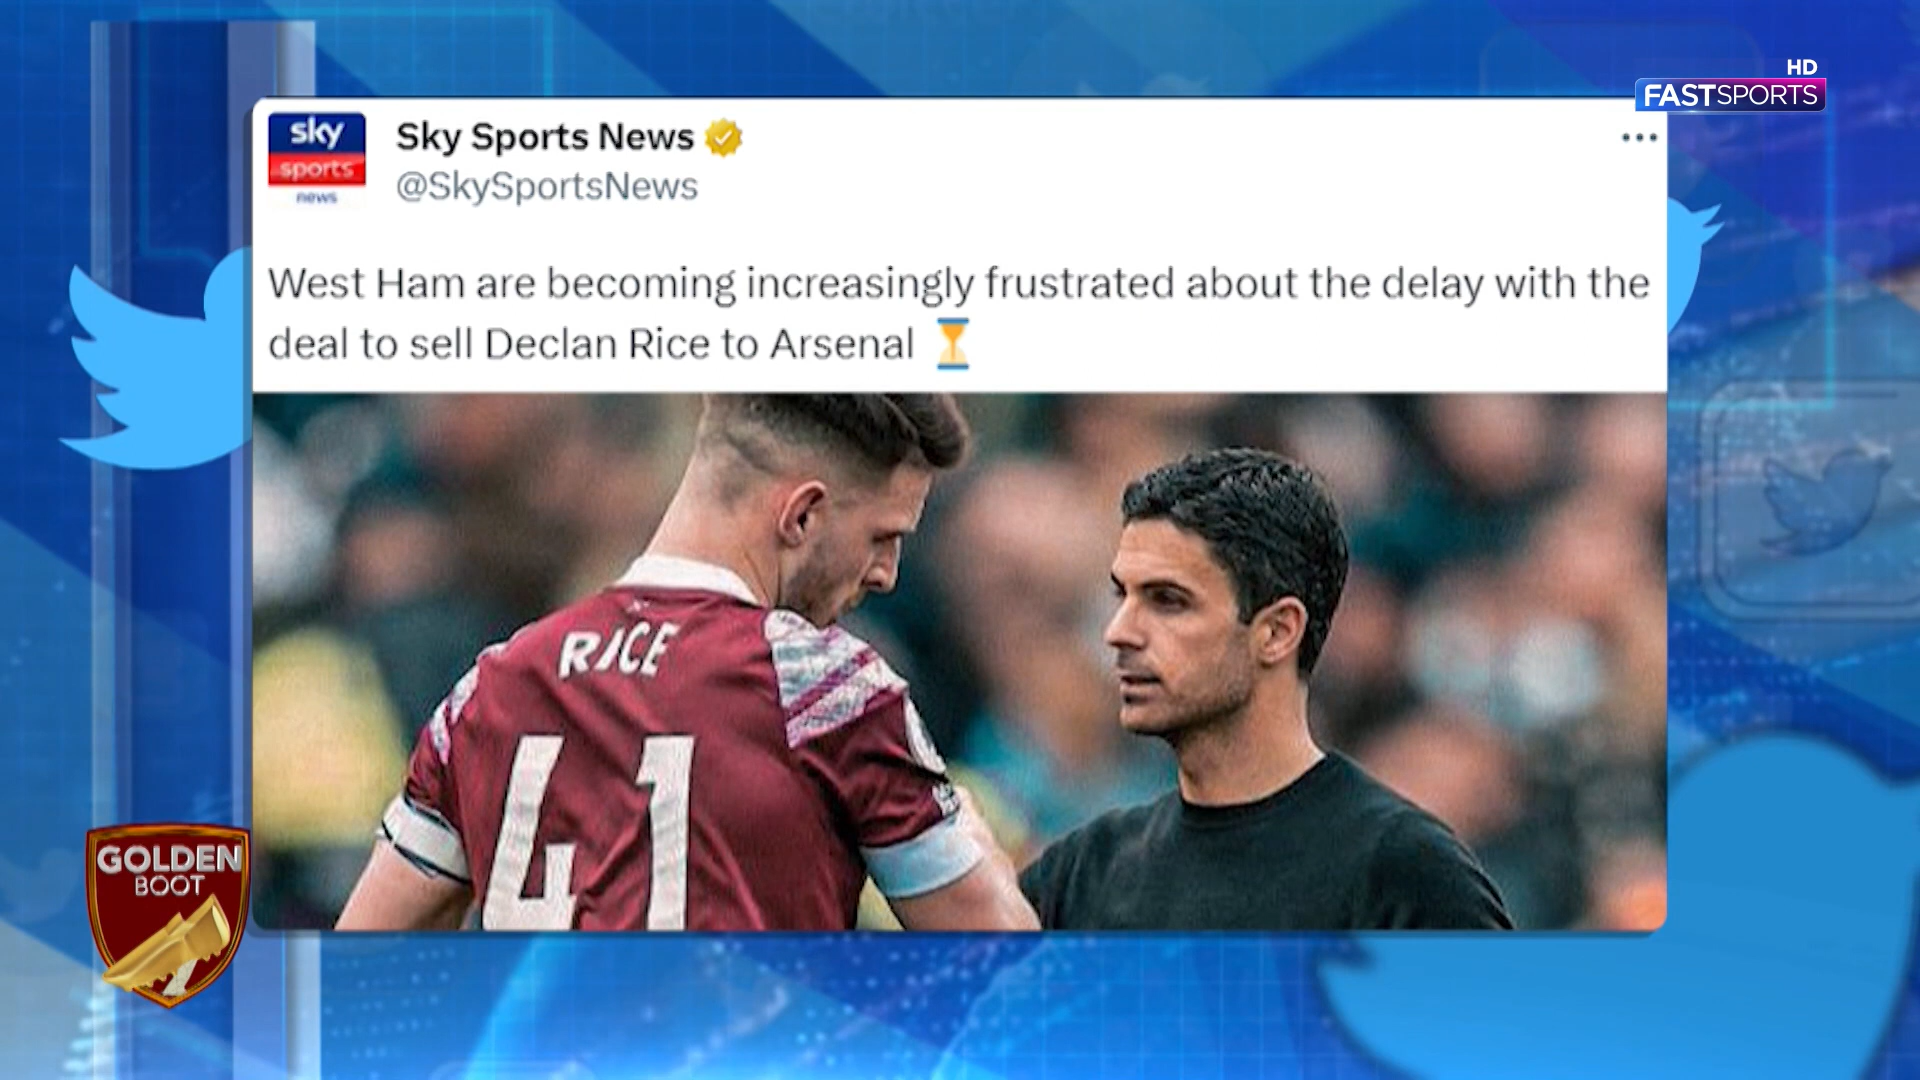 HD
FASTSPORTS
sky
sports
news
Sky Sports News
@SkySportsNews
West Ham are becoming increasingly frustrated about the delay with the
deal to sell Declan Rice to Arsenal ⏳
RICE
41
GOLDEN
BOOT